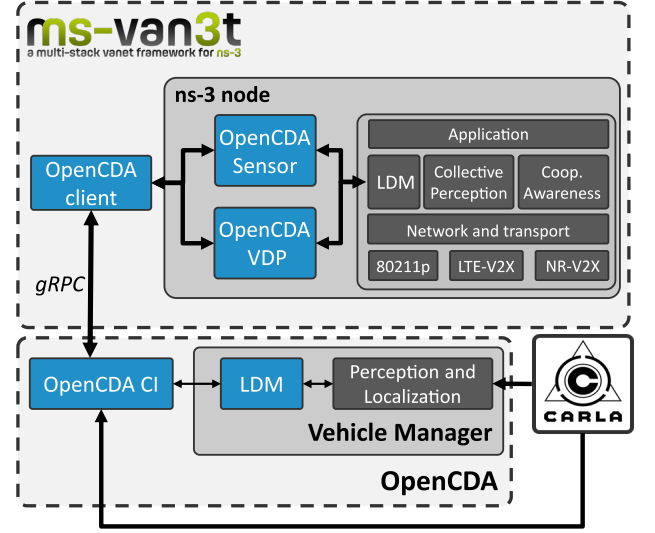 ms-van3t
a multi-stack vanet framework for ns-3
ns-3 node
OpenCDA
Sensor
Application
OpenCDA
client
LDM
Collective
Perception
Coop.
Awareness
OpenCDA
VDP
Network and transport
80211p
LTE-V2X
NR-V2X
gRPC
OpenCDA CI
LDM
Perception and
Localization
Vehicle Manager
CARLA
OpenCDA